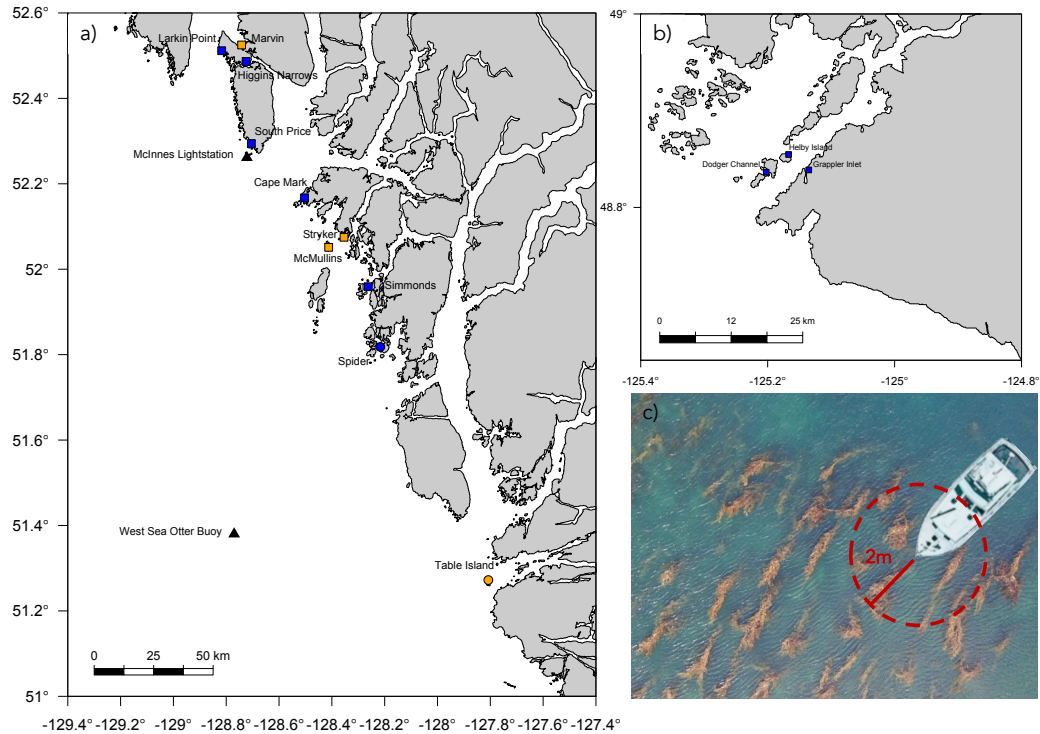 a)
52.6°
52.4°
52.2°
52°
51.8°
51.6°
51.4°
51.2°
51°
Larkin Point
Marvin
Higgins Narrows
South Price
McInnes Lightstation
Cape Mark
Stryker
McMullins
Simmonds
Spider
West Sea Otter Buoy
Table Island
0 25 50 km
-129.4° -129.2° -129° -128.8° -128.6° -128.4° -128.2° -128° -127.8° -127.6° -127.4°
b)
49°
48.8°
Helby Island
Dodger Channel
Grappler Inlet
0 12 25 km
-125.4° -125.2° -125° -124.8°
c)
2m